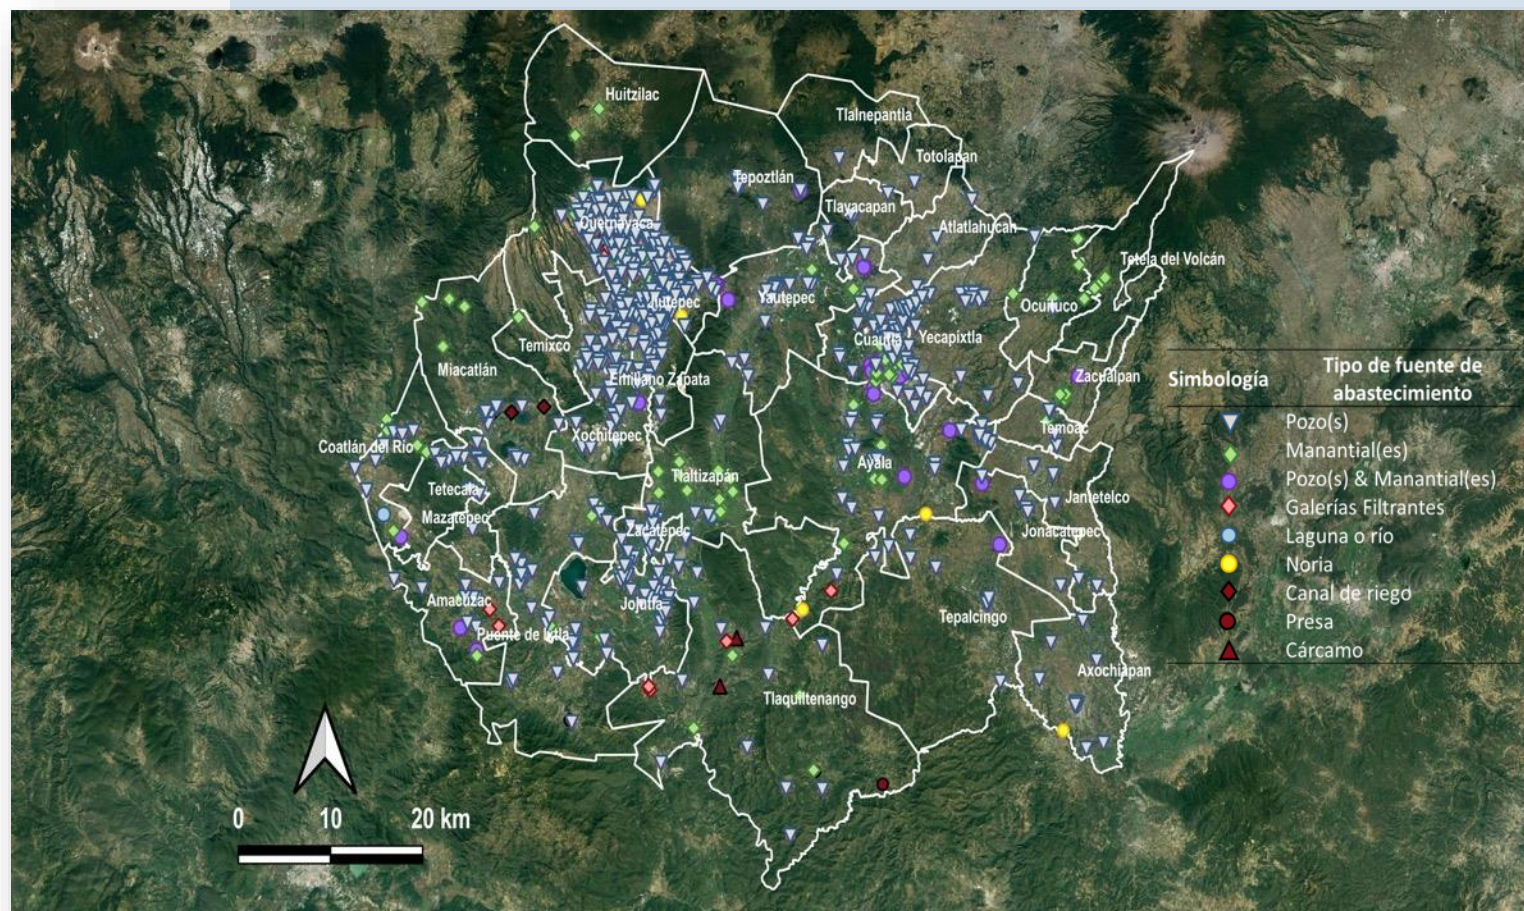 Huitzilac
Tlalnepantla
Totolapan
Tepoztlán
Tlayacapan
Cuernavaca
Atlatlahucan
Tetela del Volcán
Jiutepec
Yautepec
Ocuituco
Temixco
Cuautla
Yecapixtla
Miacatlán
Emiliano Zapata
Zacualpan
Xochitepec
Temoac
Coatlán del Río
Ayala
Tlaltizapán
Tetecala
Jantetelco
Mazatepec
Zacatepec
Jonacatepec
Amacuzac
Jojutla
Tepalcingo
Puente de Ixtla
Axochiapan
Tlaquiltenango
Simbología
Tipo de fuente de
abastecimiento
Pozo(s)
Manantial(es)
Pozo(s) & Manantial(es)
Galerías Filtrantes
Laguna o río
Noria
Canal de riego
Presa
Cárcamo
0 10 20 km